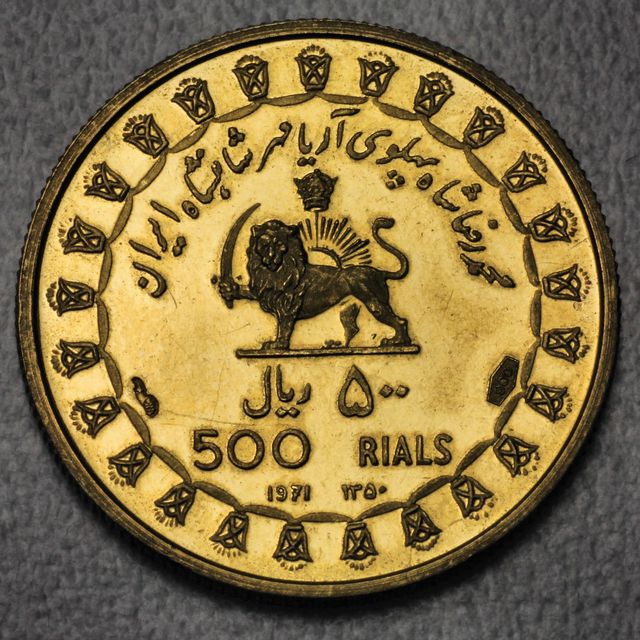 محمدرضا شاه پهلوی آریامهر شاهنشاه ایران
۵۰۰ ریال
500 RIALS
1971 ۱۳۵۰